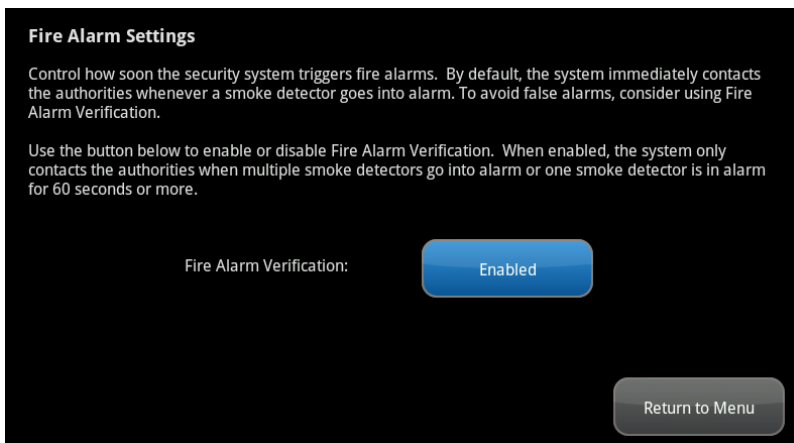 Fire Alarm Settings
Control how soon the security system triggers fire alarms.  By default, the system immediately contacts
the authorities whenever a smoke detector goes into alarm. To avoid false alarms, consider using Fire
Alarm Verification.
Use the button below to enable or disable Fire Alarm Verification.  When enabled, the system only
contacts the authorities when multiple smoke detectors go into alarm or one smoke detector is in alarm
for 60 seconds or more.
Fire Alarm Verification:
Enabled
Return to Menu